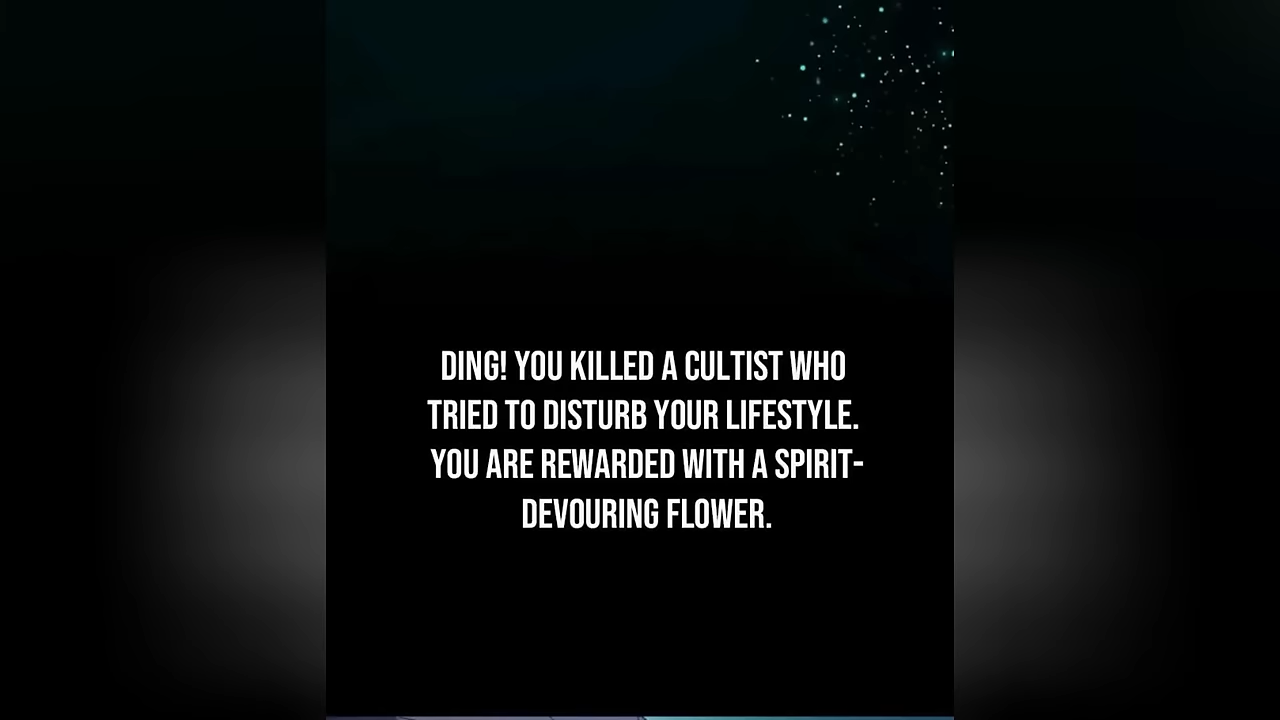 DING! YOU KILLED A CULTIST WHO
TRIED TO DISTURB YOUR LIFESTYLE.
YOU ARE REWARDED WITH A SPIRIT-
DEVOURING FLOWER.